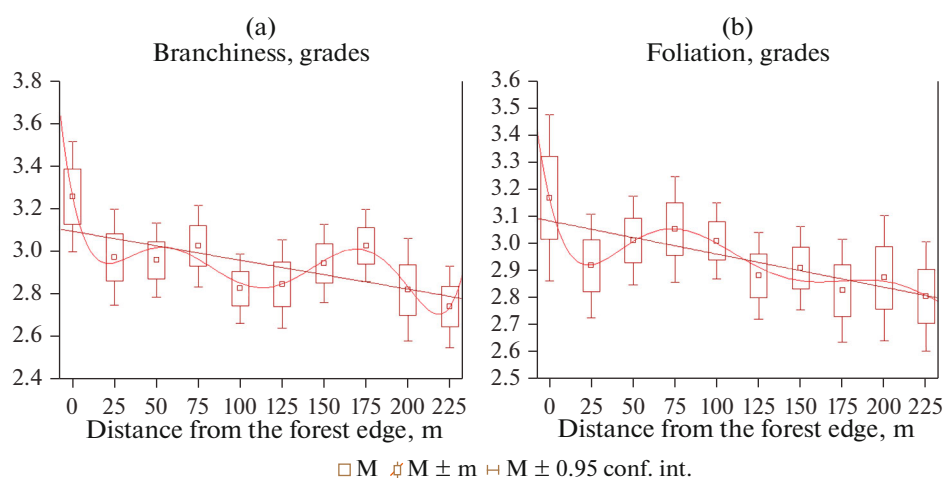 (a)
Branchiness, grades
3.8
3.6
3.4
3.2
3.0
2.8
2.6
2.4
0 25 50 75 100 125 150 175 200 225
Distance from the forest edge, m
(b)
Foliation, grades
3.6
3.5
3.4
3.3
3.2
3.1
3.0
2.9
2.8
2.7
2.6
2.5
0 25 50 75 100 125 150 175 200 225
Distance from the forest edge, m
M M ± m M ± 0.95 conf. int.